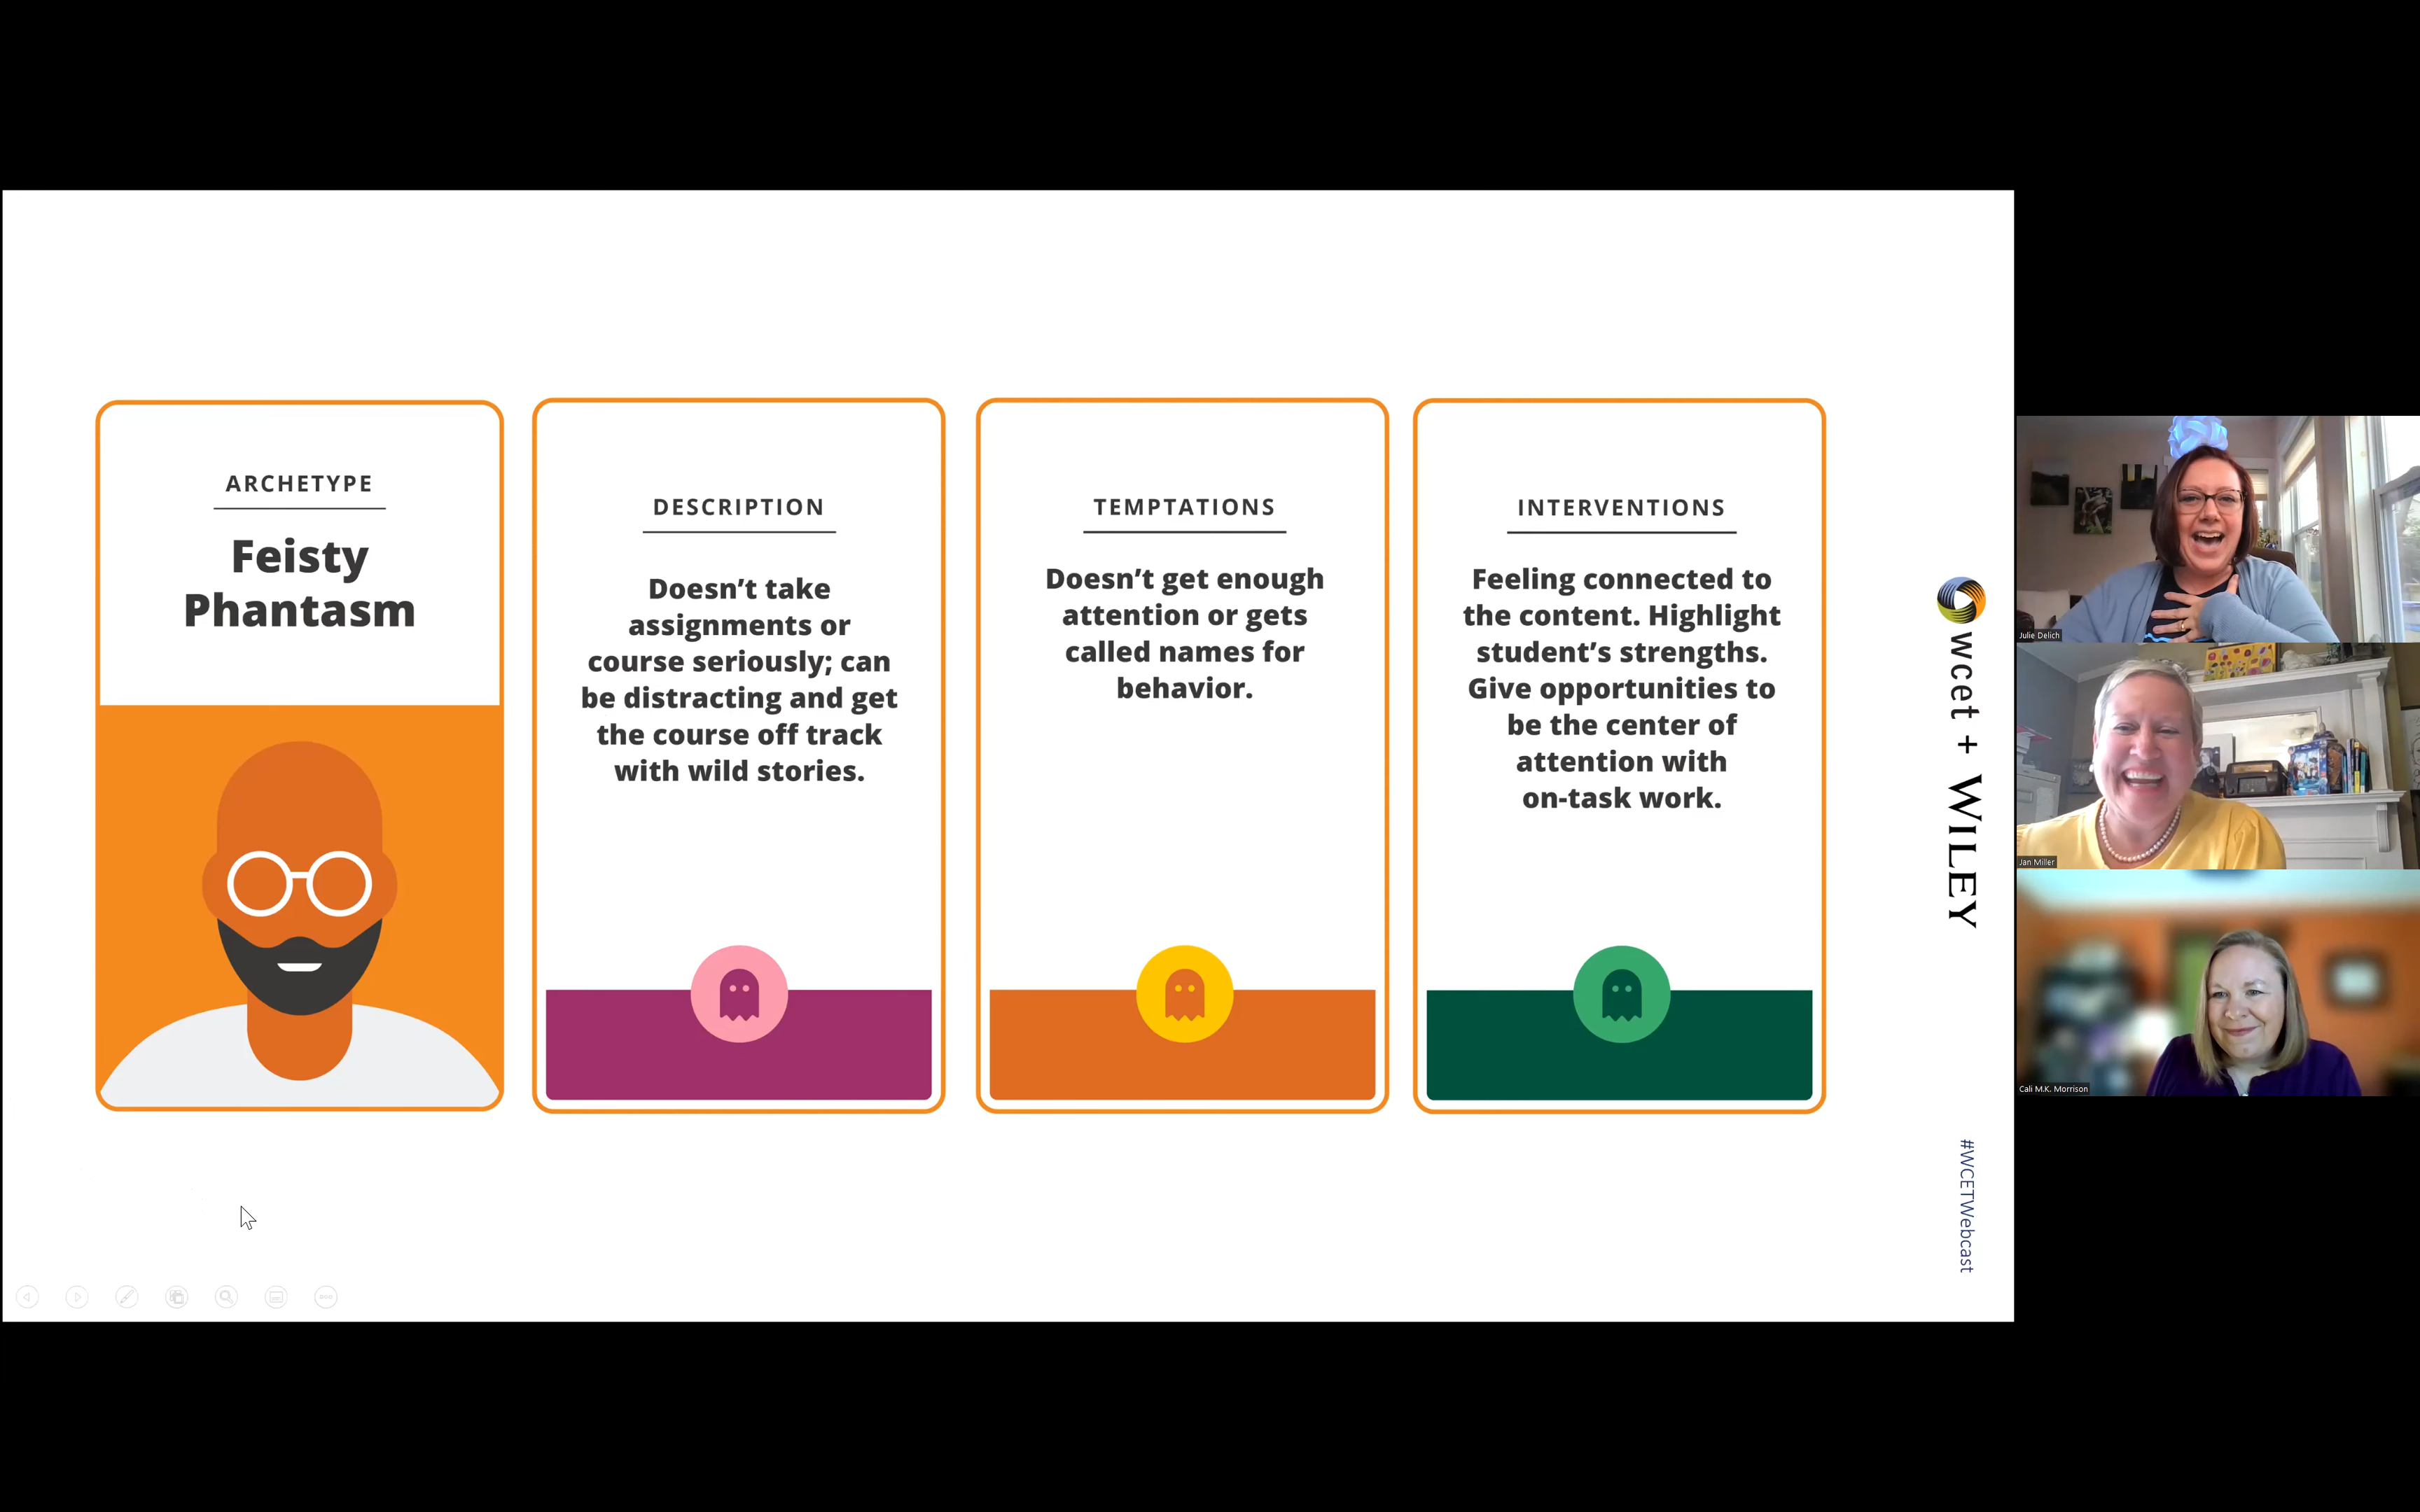 ARCHETYPE
Feisty
Phantasm
DESCRIPTION
Doesn’t take
assignments or
course seriously; can
be distracting and get
the course off track
with wild stories.
TEMPTATIONS
Doesn’t get enough
attention or gets
called names for
behavior.
INTERVENTIONS
Feeling connected to
the content. Highlight
student’s strengths.
Give opportunities to
be the center of
attention with
on-task work.
wcet + WILEY
#WCETWebcast
Julie Delich
Jan Miller
Cali M.K. Morrison